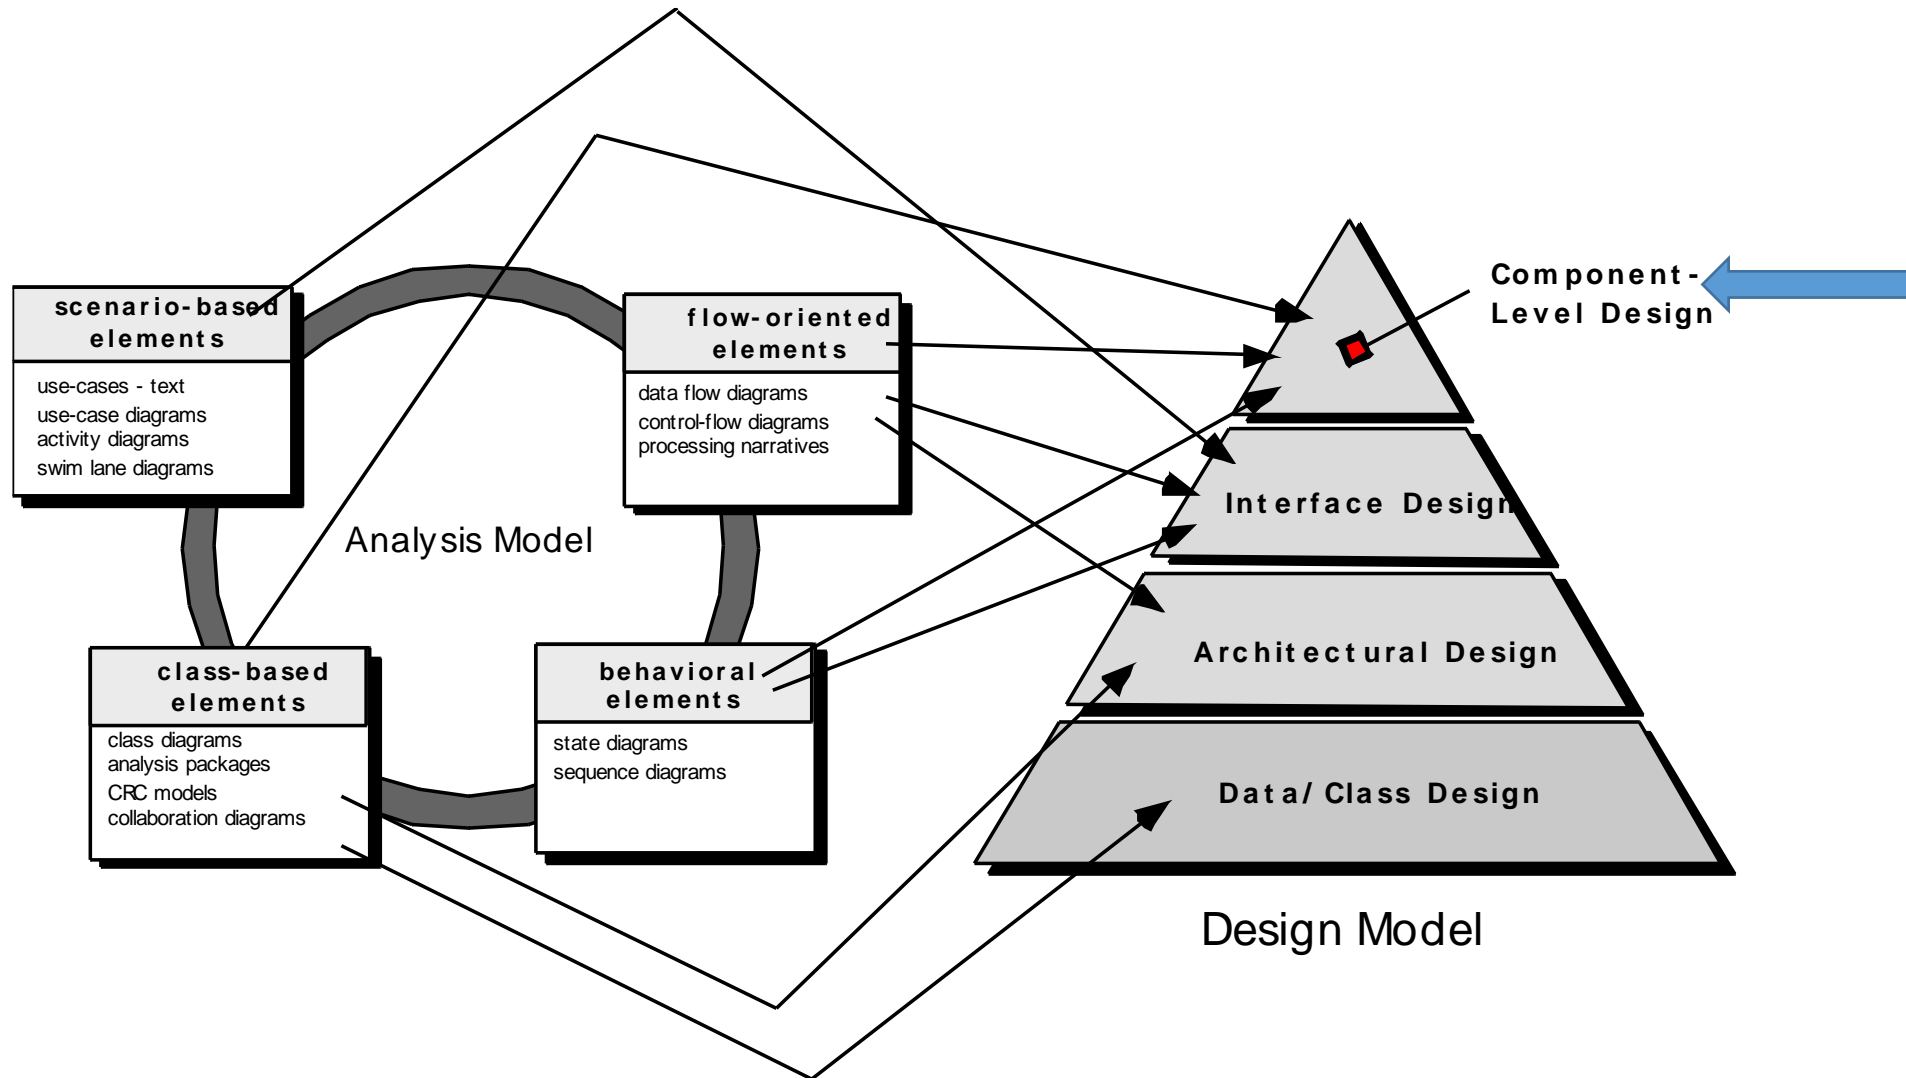 scenario-based
elements
use-cases - text
use-case diagrams
activity diagrams
swim lane diagrams
flow-oriented
elements
data flow diagrams
control-flow diagrams
processing narratives
Analysis Model
class-based
elements
class diagrams
analysis packages
CRC models
collaboration diagrams
behavioral
elements
state diagrams
sequence diagrams
Component-
Level Design
Interface Design
Architectural Design
Data/Class Design
Design Model